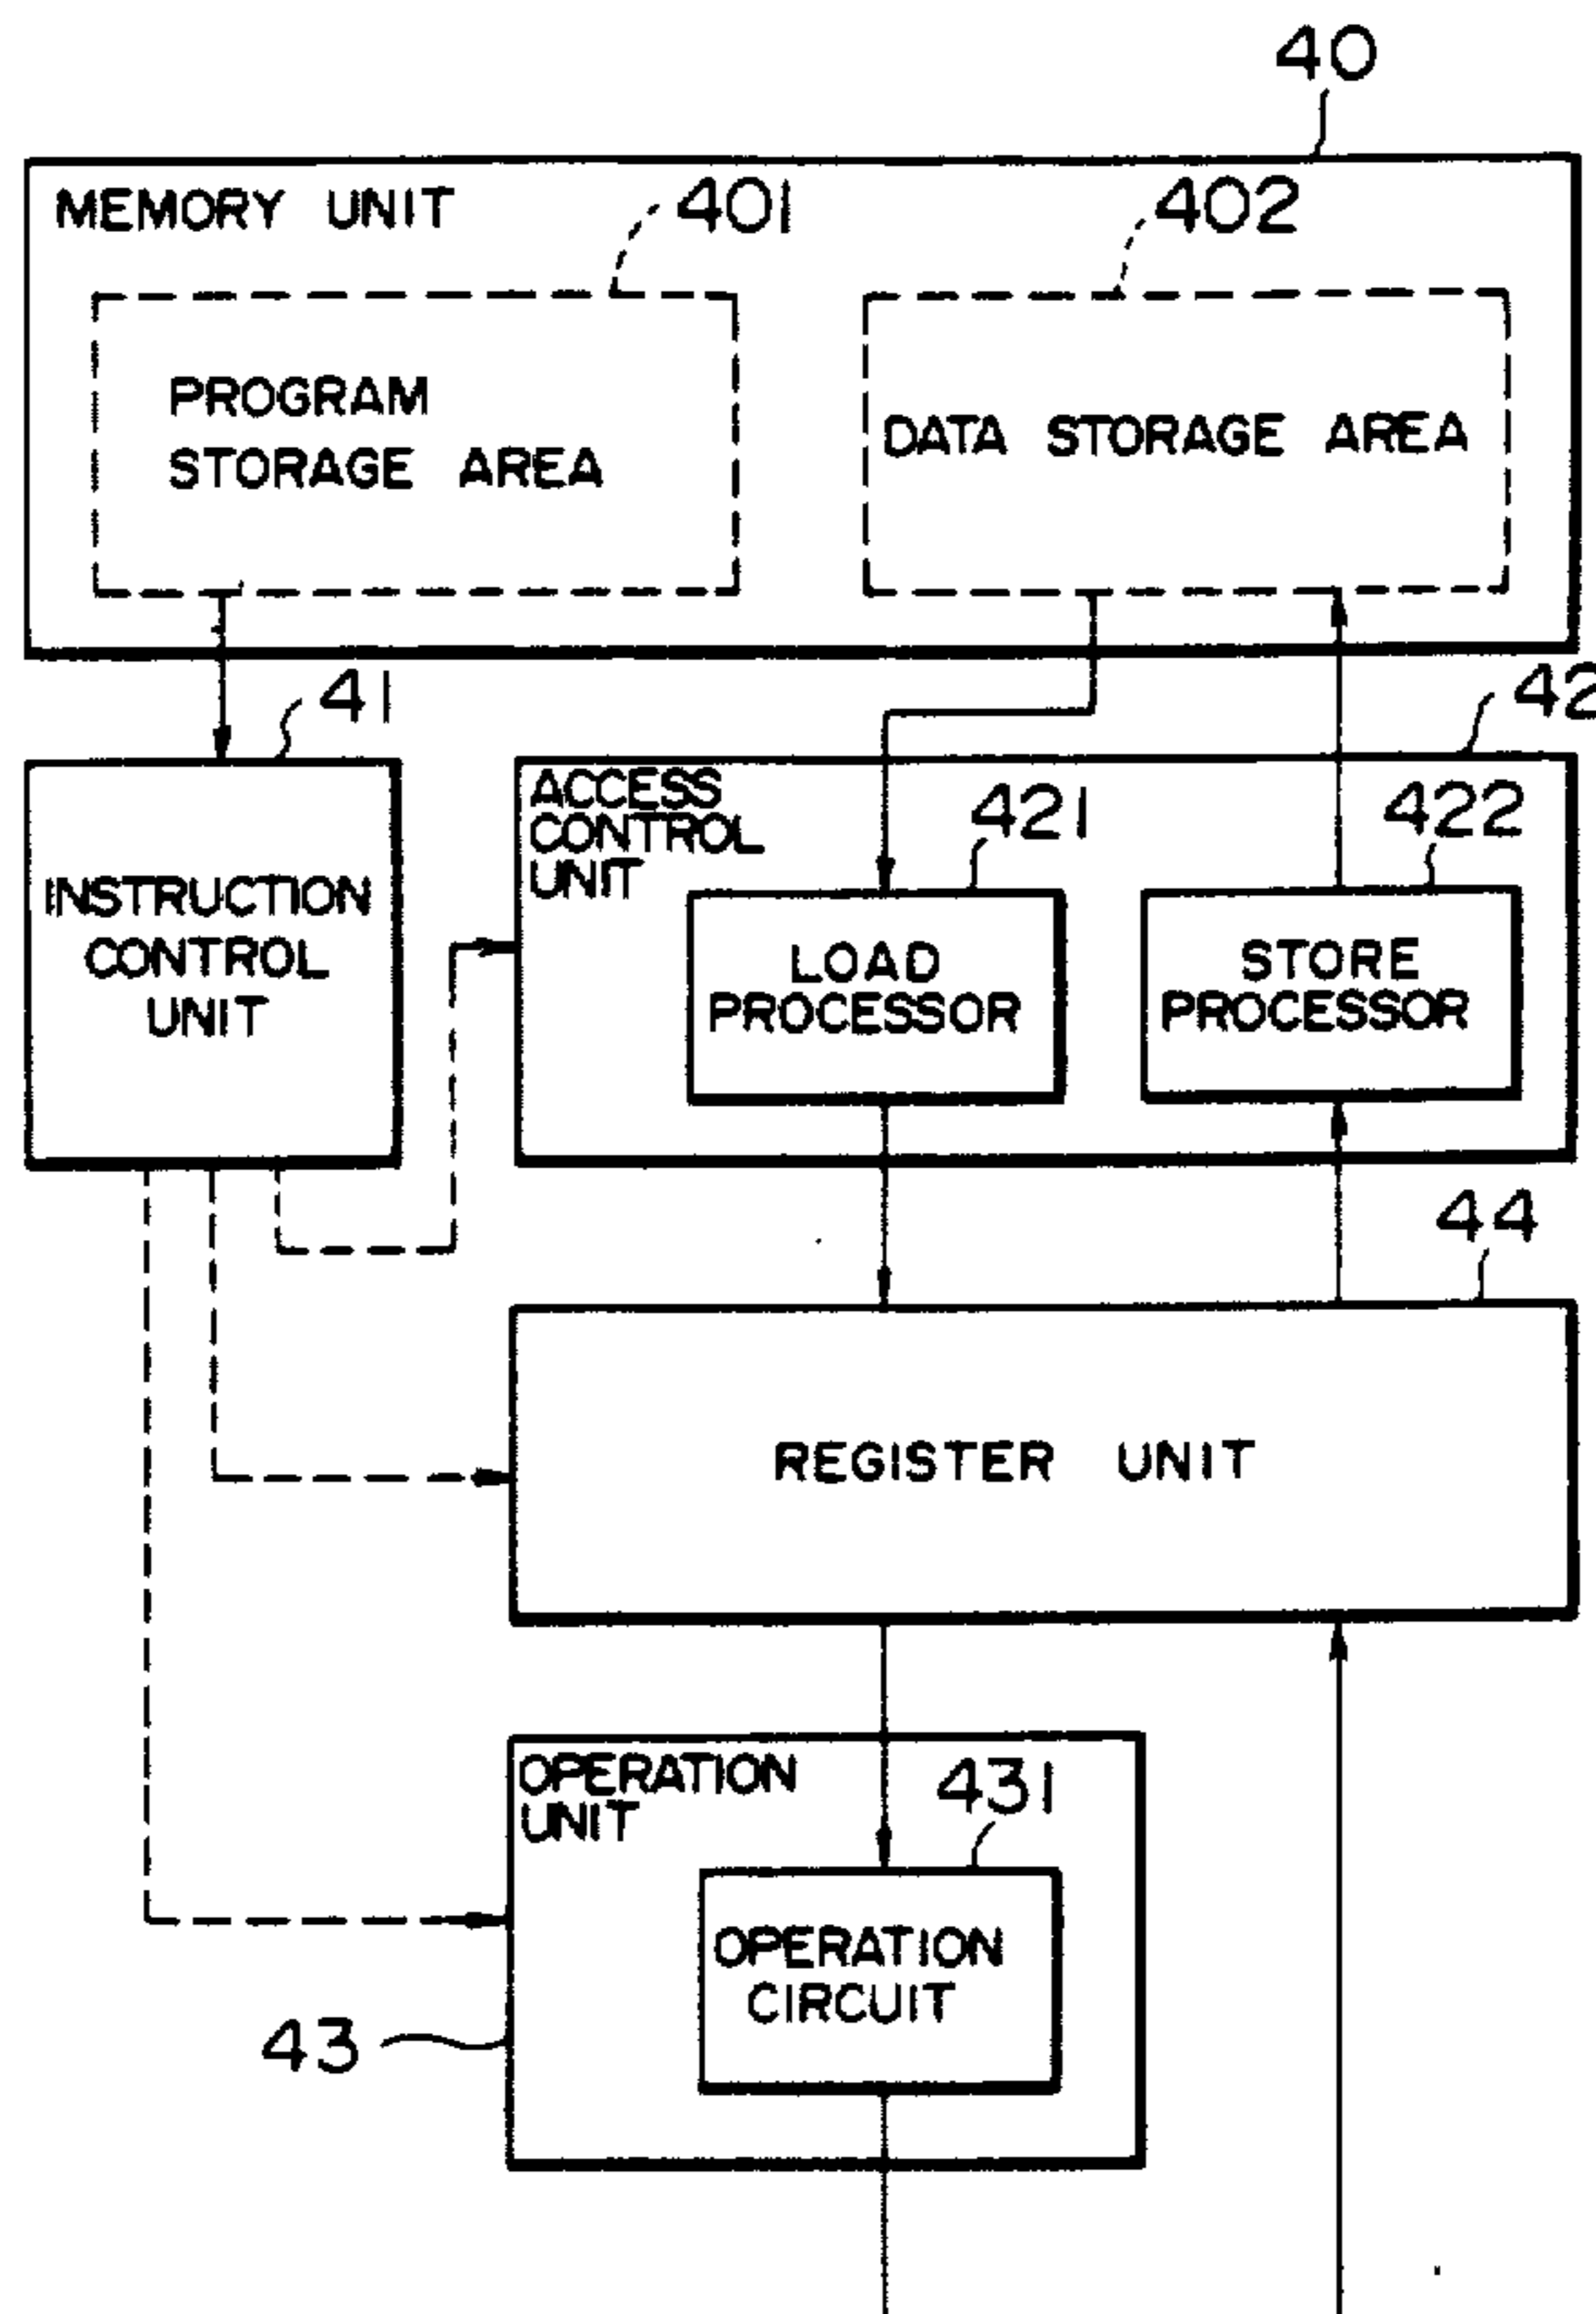 40
MEMORY UNIT
401
402
PROGRAM
STORAGE AREA
DATA STORAGE AREA
41
42
ACCESS
CONTROL
UNIT
421
422
INSTRUCTION
CONTROL
UNIT
LOAD
PROCESSOR
STORE
PROCESSOR
44
REGISTER UNIT
OPERATION
UNIT
431
OPERATION
CIRCUIT
43